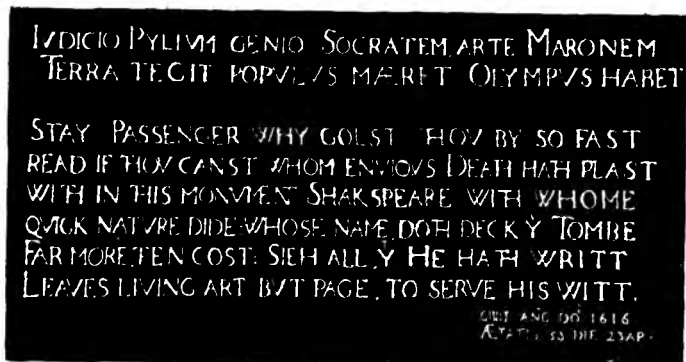 IVDICIO PYLIVM GENIO SOCRATEM, ARTE MARONEM
TERRA TEGIT POPVLVS MÆRET OLYMPVS HABET
STAY PASSENGER WHY GOEST THOV BY SO FAST
READ IF THOV CANST WHOM ENVIOVS DEATH HATH PLAST
WITH IN THIS MONVMENT SHAKSPEARE WITH WHOME
QVICK NATVRE DIDE WHOSE NAME, DOTH DECK Ỳ TOMBE
FAR MORE, TEN COST: SIEH ALL, Ỳ HE HATH WRITT
LEAVES LIVING ART BVT PAGE, TO SERVE HIS WITT.
OBIIT ANO DO 1616
ÆTATIS 53 DIE 23 AP